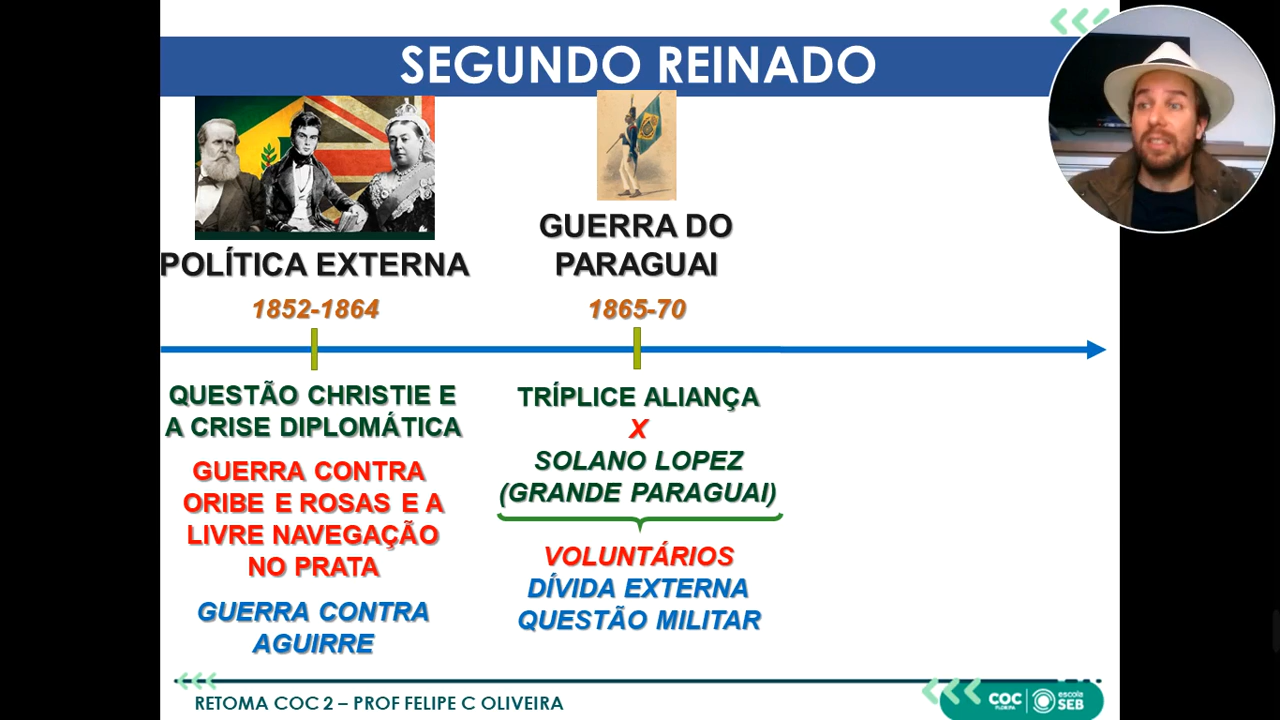 SEGUNDO REINADO
POLÍTICA EXTERNA
1852-1864
QUESTÃO CHRISTIE E
A CRISE DIPLOMÁTICA
GUERRA CONTRA
ORIBE E ROSAS E A
LIVRE NAVEGAÇÃO
NO PRATA
GUERRA CONTRA
AGUIRRE
GUERRA DO
PARAGUAI
1865-70
TRÍPLICE ALIANÇA
X
SOLANO LOPEZ
(GRANDE PARAGUAI)
VOLUNTÁRIOS
DÍVIDA EXTERNA
QUESTÃO MILITAR
RETOMA COC 2 – PROF FELIPE C OLIVEIRA
COC
FLORIPA
escola
SEB